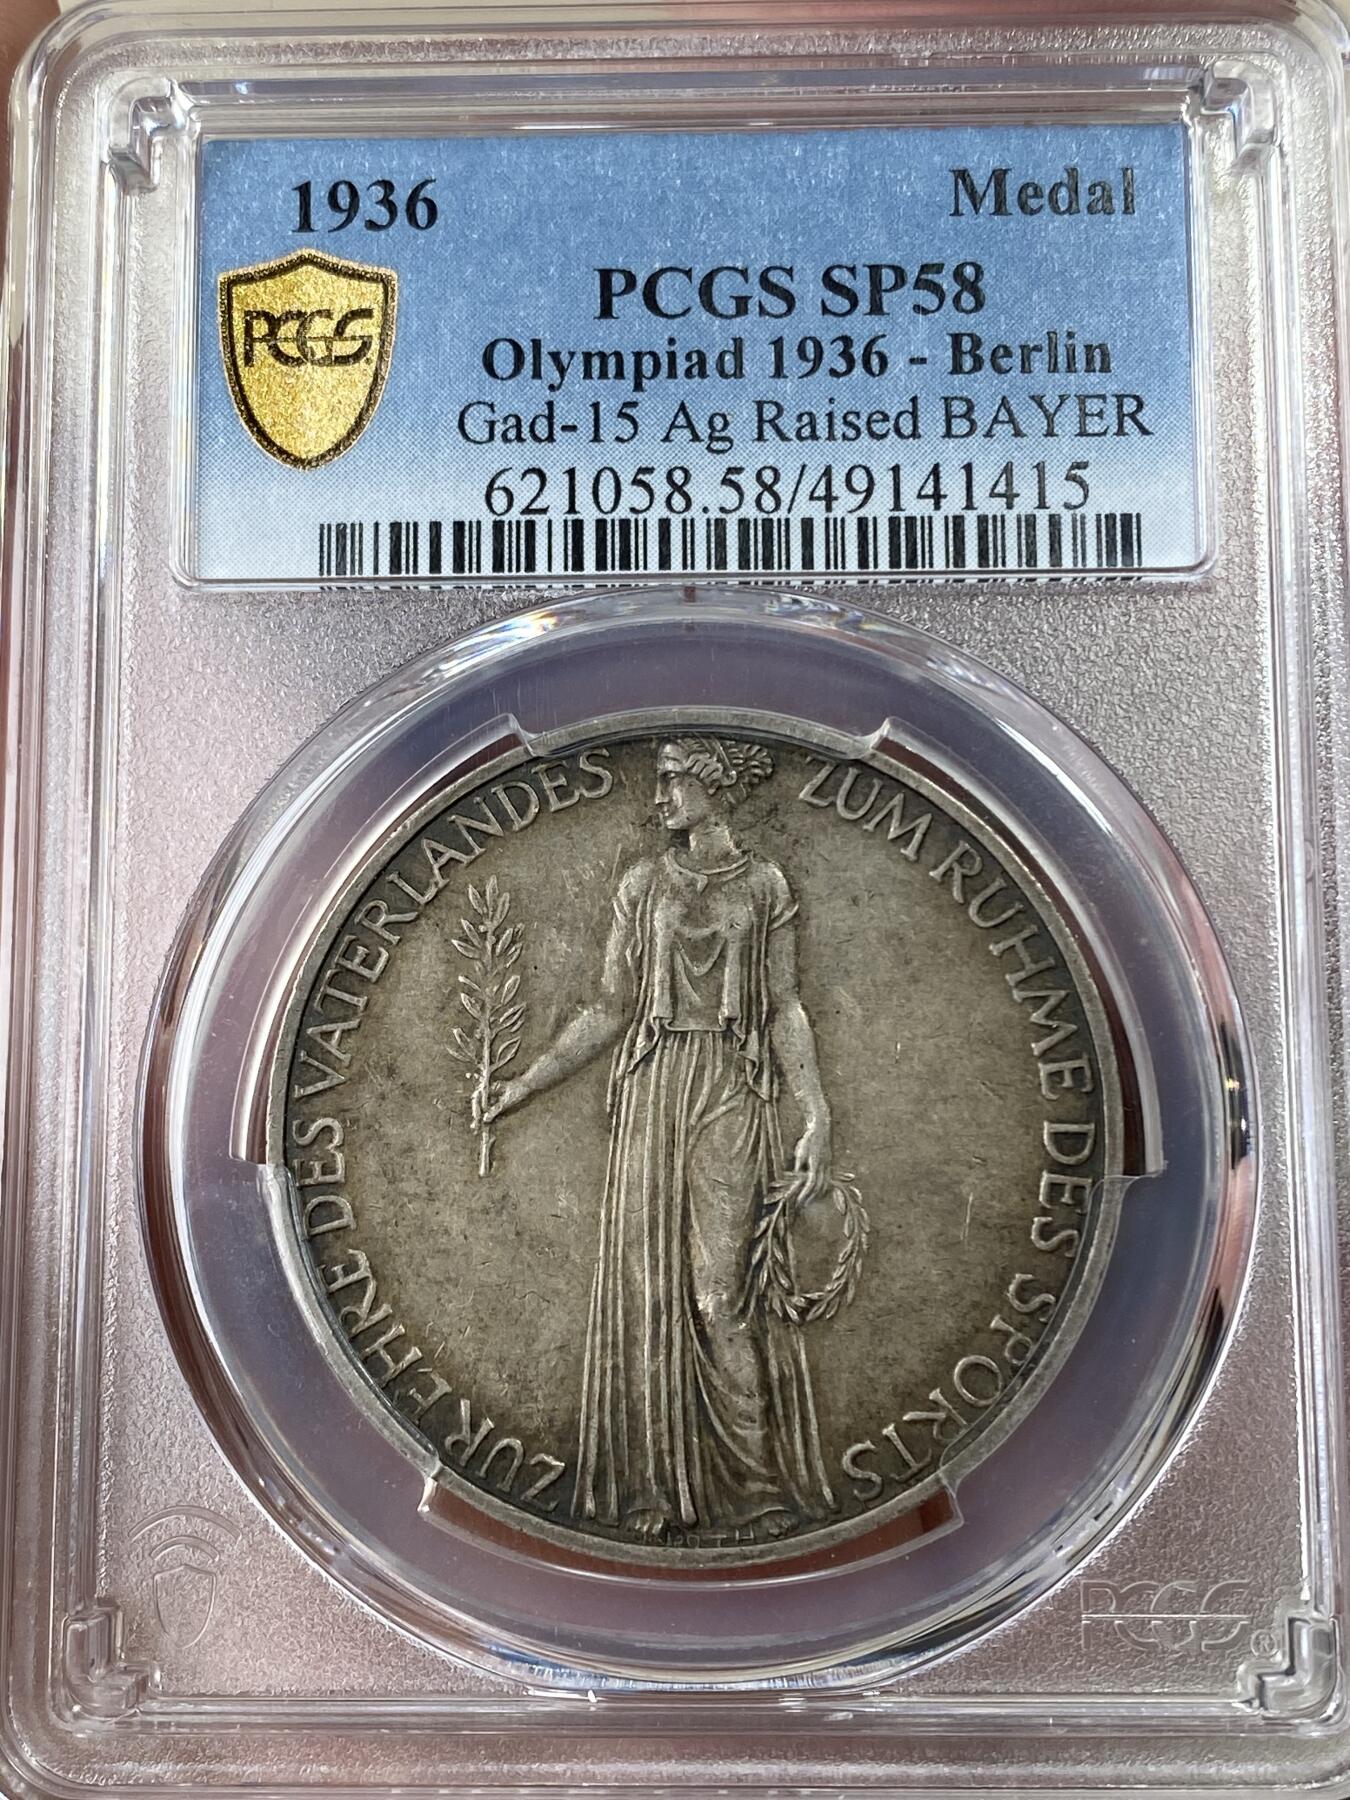 1936
Medal
PCGS
PCGS SP58
Olympiad 1936 - Berlin
Gad-15 Ag Raised BAYER
621058.58/49141415
ZUR EHRE DES VATERLANDES
ZUM RUHME DES SPORTS
ROTH
PCGS®